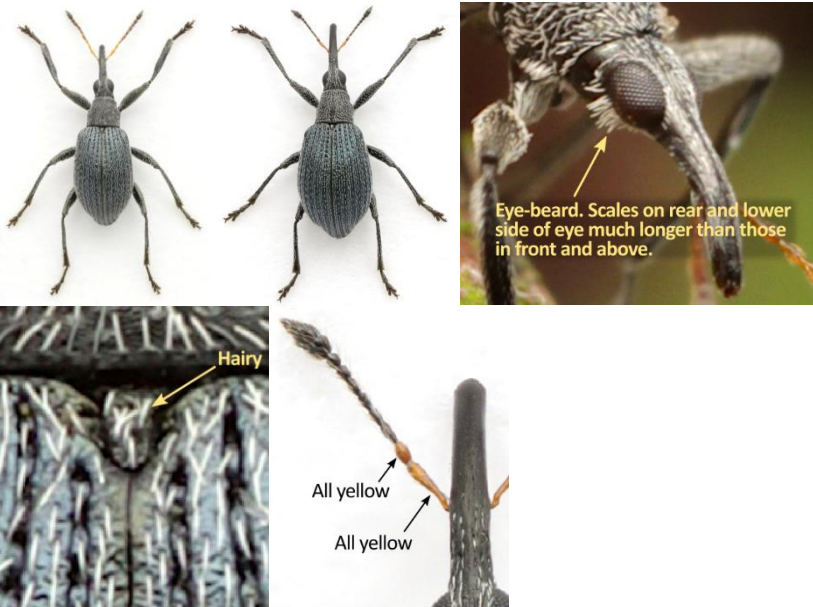 Eye-beard. Scales on rear and lower
side of eye much longer than those
in front and above.
Hairy
All yellow
All yellow